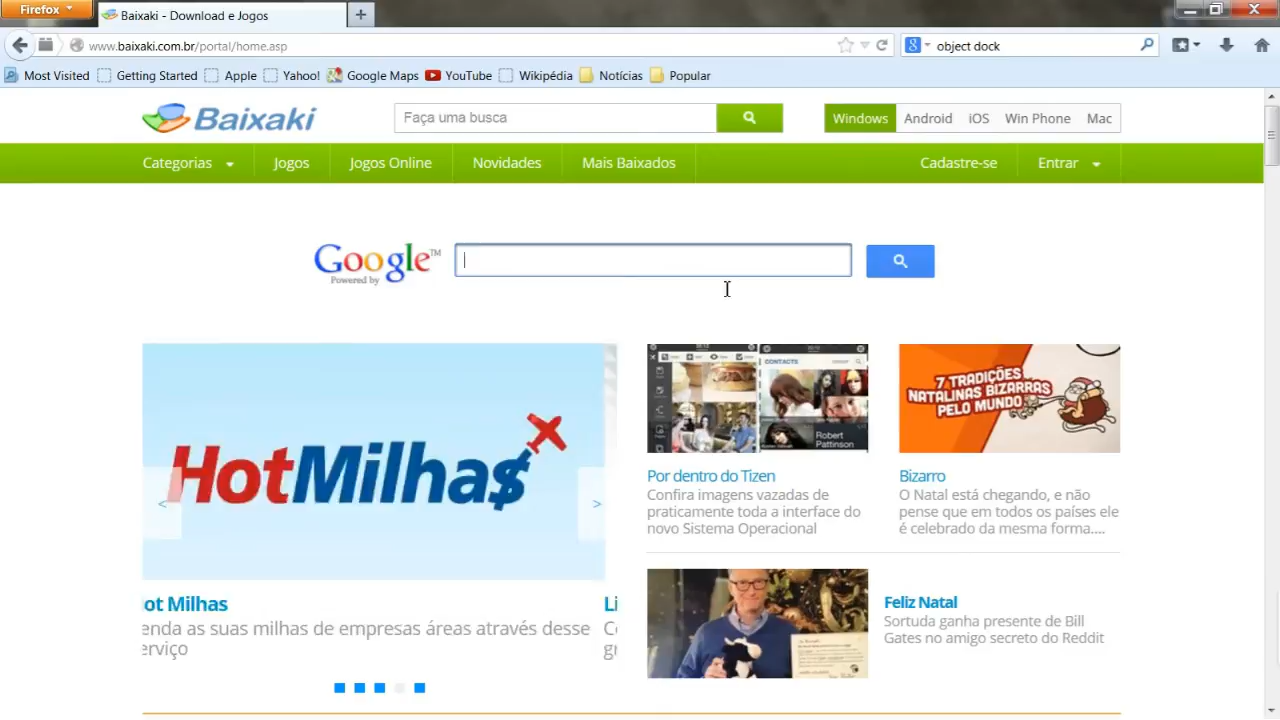 Firefox
Baixaki - Download e Jogos
www.baixaki.com.br/portal/home.asp
object dock
Most Visited
Getting Started
Apple
Yahoo!
Google Maps
YouTube
Wikipédia
Notícias
Popular
Baixaki
Faça uma busca
Windows
Android
iOS
Win Phone
Mac
Categorias
Jogos
Jogos Online
Novidades
Mais Baixados
Cadastre-se
Entrar
Google™
Powered by
HotMilhas
<
>
ot Milhas
enda as suas milhas de empresas áreas através desse
erviço
Li
CONTACTS
Robert
Pattinson
Por dentro do Tizen
Confira imagens vazadas de
praticamente toda a interface do
novo Sistema Operacional
7 TRADIÇÕES
NATALINAS BIZARRAS
PELO MUNDO
Bizarro
O Natal está chegando, e não
pense que em todos os países ele
é celebrado da mesma forma....
Feliz Natal
Sortuda ganha presente de Bill
Gates no amigo secreto do Reddit